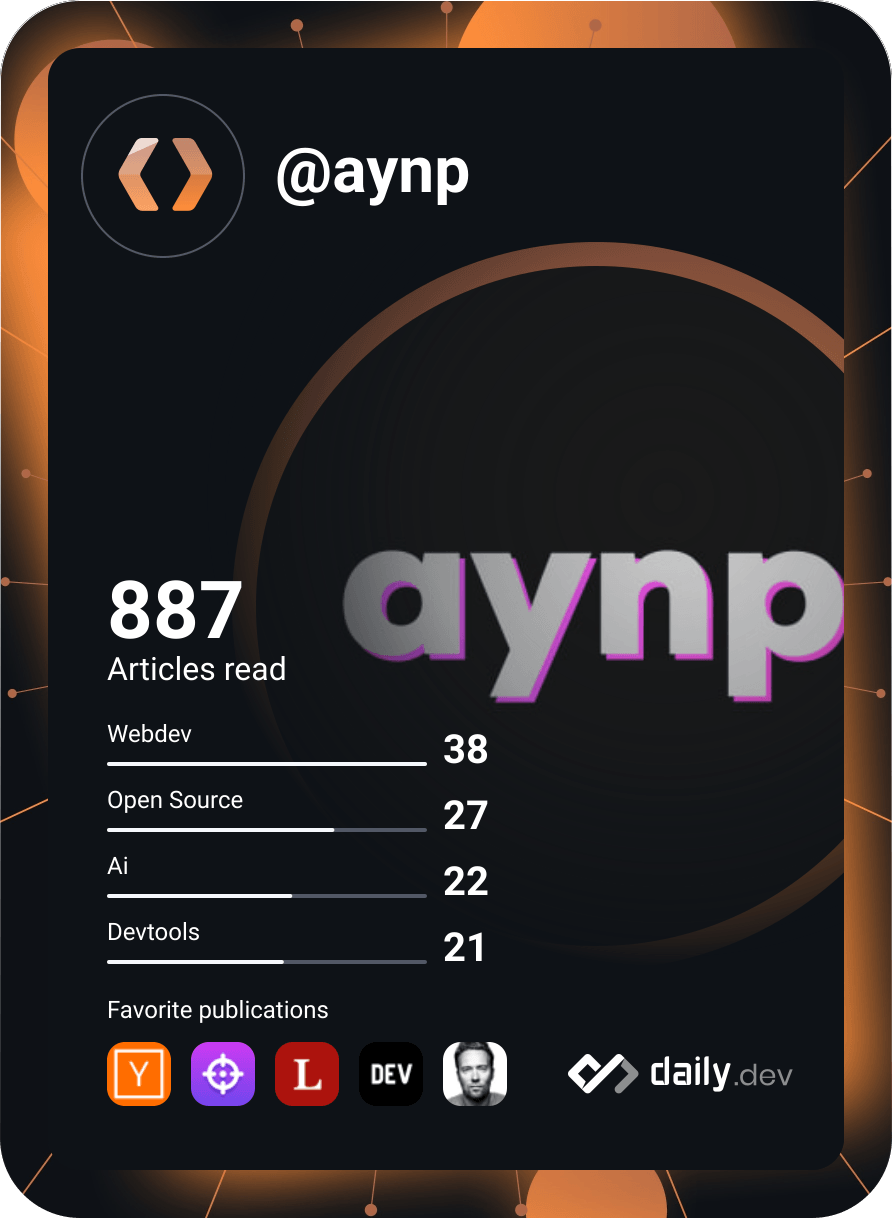 @aynp
aynp
887
Articles read
Webdev
38
Open Source
27
Ai
22
Devtools
21
Favorite publications
Y
L
DEV
daily.dev